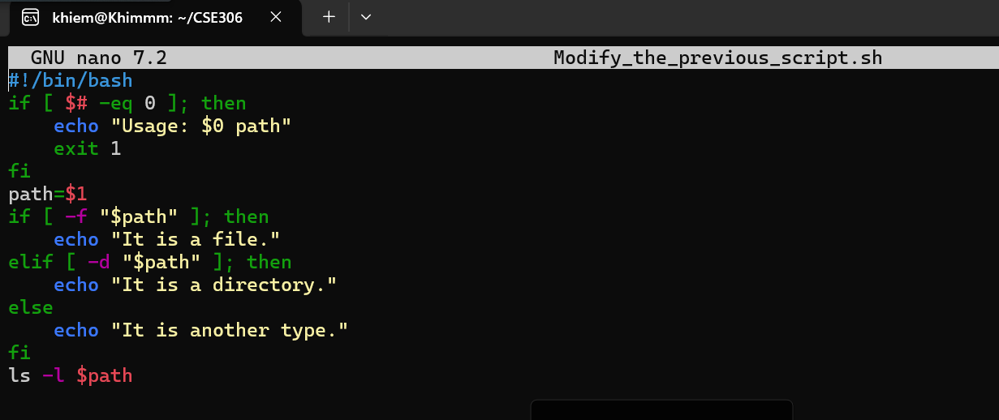 khiem@Khimmm: ~/CSE306
GNU nano 7.2 Modify_the_previous_script.sh
#!/bin/bash
if [ $# -eq 0 ]; then
    echo "Usage: $0 path"
    exit 1
fi
path=$1
if [ -f "$path" ]; then
    echo "It is a file."
elif [ -d "$path" ]; then
    echo "It is a directory."
else
    echo "It is another type."
fi
ls -l $path